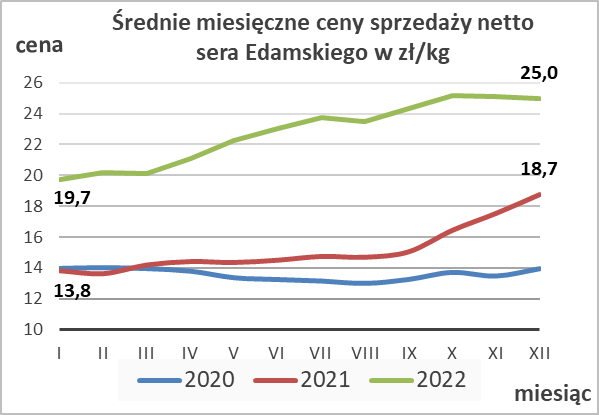 Średnie miesięczne ceny sprzedaży netto
sera Edamskiego w zł/kg
cena
26
24
22
20
18
16
14
12
10
25,0
18,7
19,7
13,8
I II III IV V VI VII VIII IX X XI XII
2020 2021 2022
miesiąc